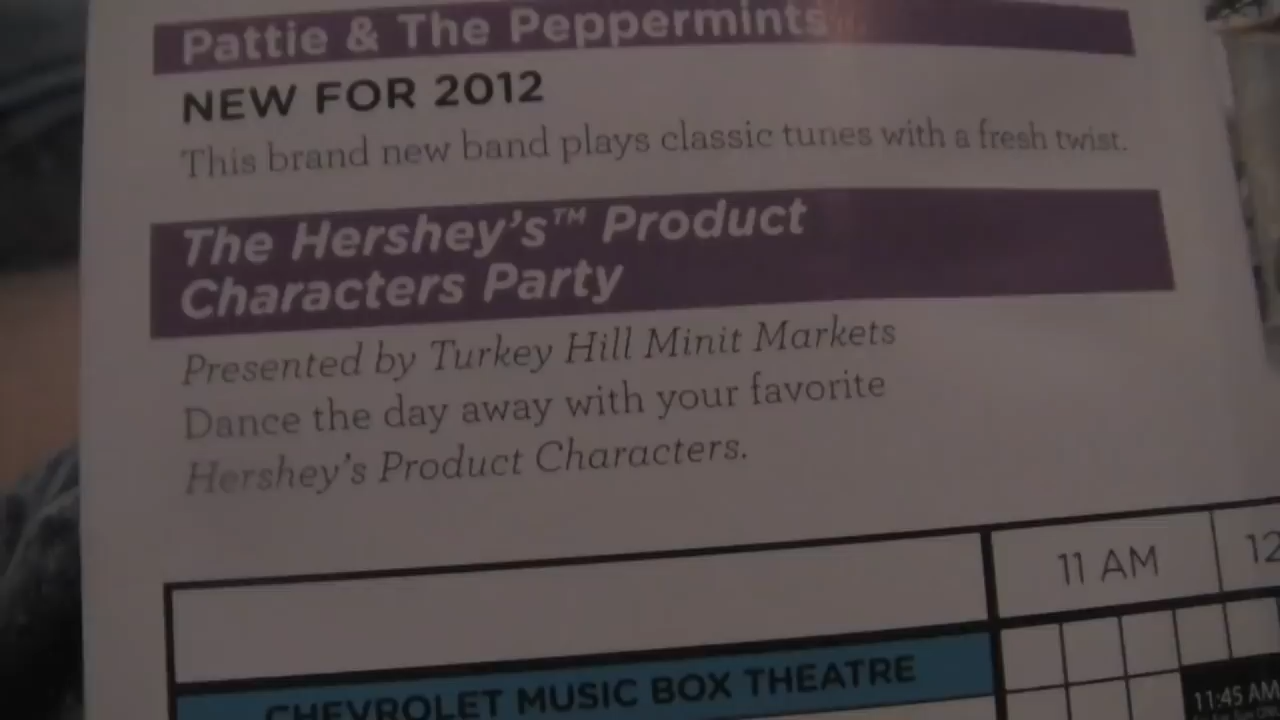 Pattie & The Peppermints
NEW FOR 2012
This brand new band plays classic tunes with a fresh twist.
The Hershey's™ Product
Characters Party
Presented by Turkey Hill Minit Markets
Dance the day away with your favorite
Hershey's Product Characters.
11 AM 12
CHEVROLET MUSIC BOX THEATRE
11:45 AM